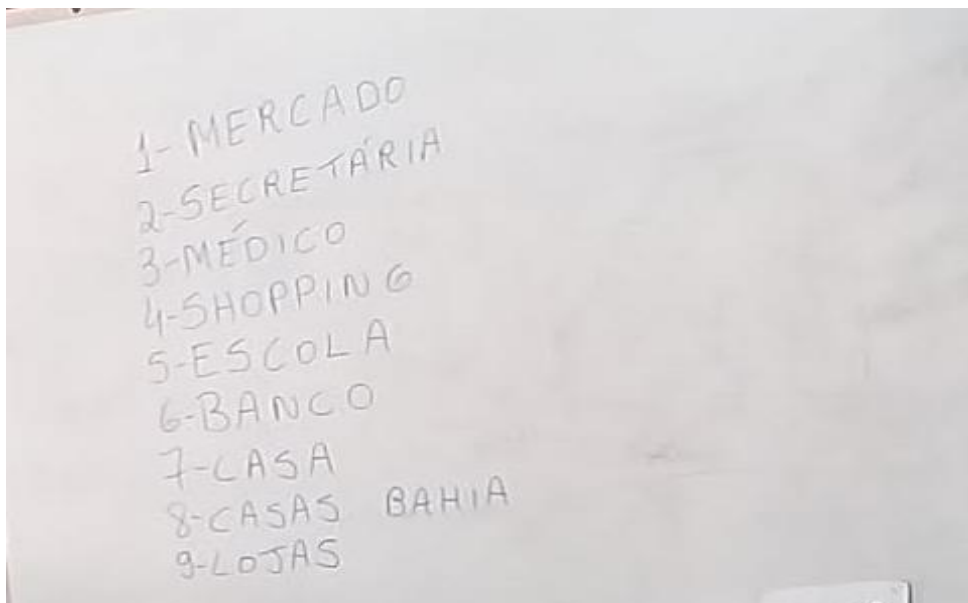 1- MERCADO
2-SECRETÁRIA
3-MÉDICO
4-SHOPPING
5-ESCOLA
6-BANCO
7-CASA
8-CASAS BAHIA
9-LOJAS